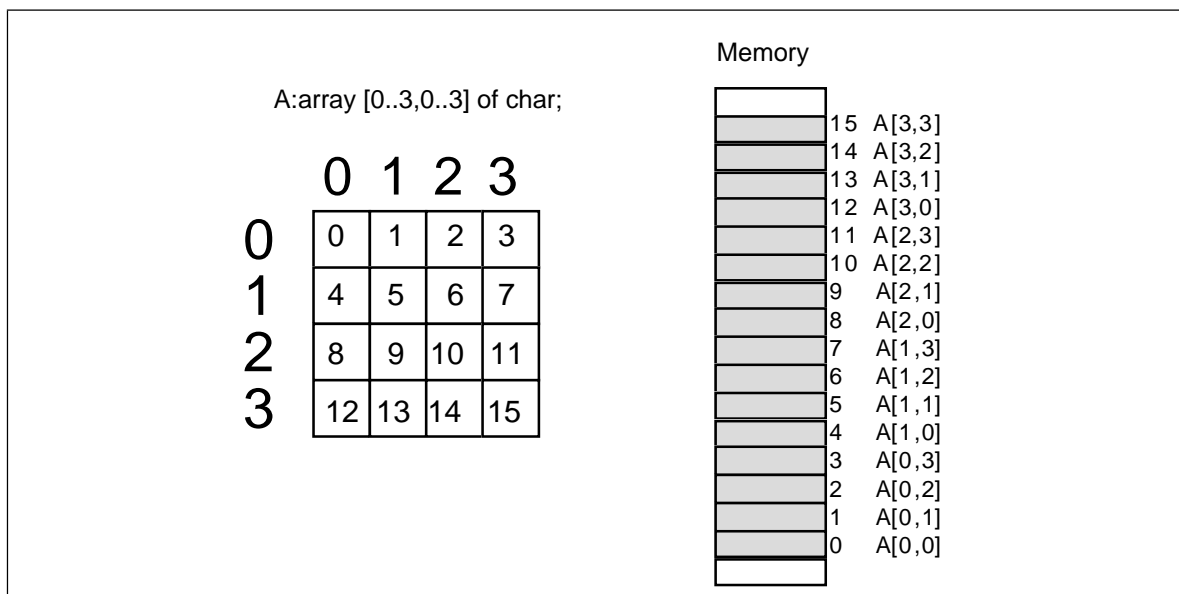 Memory
A:array [0..3,0..3] of char;
0 1 2 3
0 0 1 2 3
1 4 5 6 7
2 8 9 10 11
3 12 13 14 15
15 A[3,3]
14 A[3,2]
13 A[3,1]
12 A[3,0]
11 A[2,3]
10 A[2,2]
9 A[2,1]
8 A[2,0]
7 A[1,3]
6 A[1,2]
5 A[1,1]
4 A[1,0]
3 A[0,3]
2 A[0,2]
1 A[0,1]
0 A[0,0]